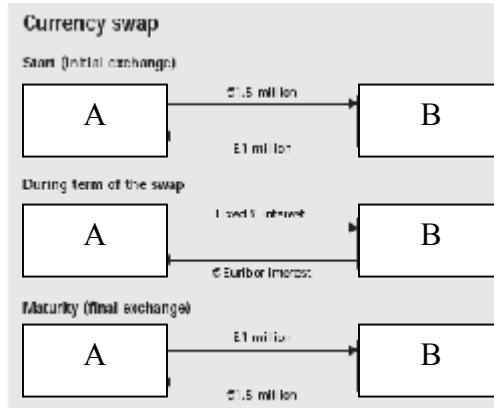 Currency swap
Start (initial exchange)
A
€1.5 million
B
£1 million
During term of the swap
A
Fixed £ interest
B
€ Euribor interest
Maturity (final exchange)
A
£1 million
B
€1.5 million